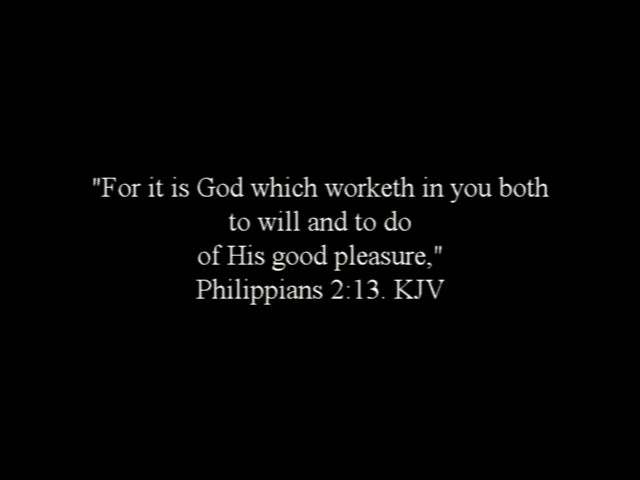 "For it is God which worketh in you both
to will and to do
of His good pleasure,"
Philippians 2:13. KJV